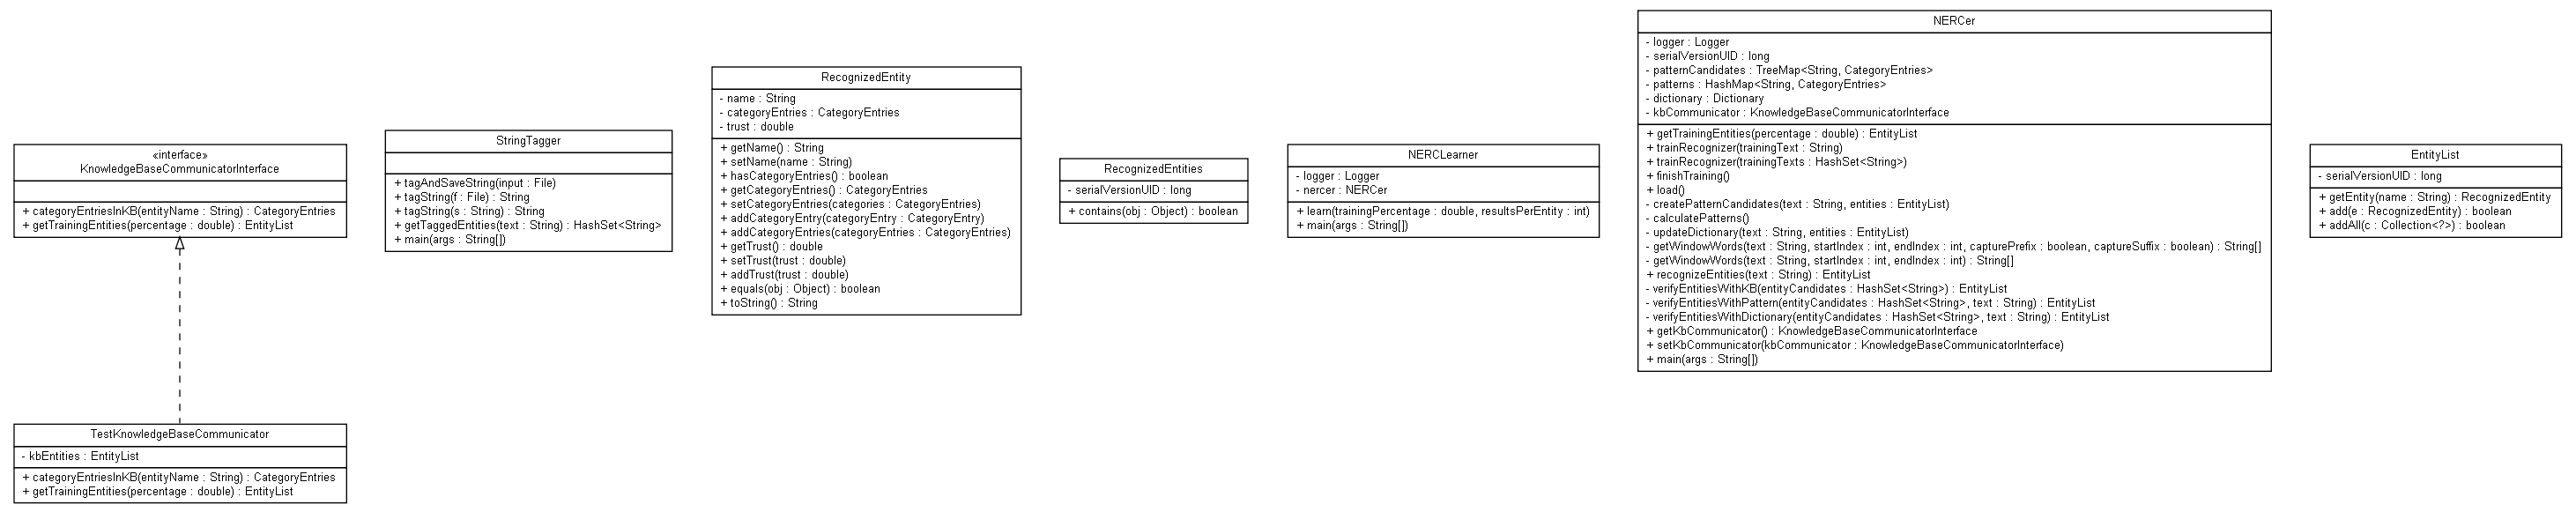 «interface»
KnowledgeBaseCommunicatorInterface
+ categoryEntriesInKB(entityName : String) : CategoryEntries
+ getTrainingEntities(percentage : double) : EntityList
TestKnowledgeBaseCommunicator
- kbEntities : EntityList
+ categoryEntriesInKB(entityName : String) : CategoryEntries
+ getTrainingEntities(percentage : double) : EntityList
StringTagger
+ tagAndSaveString(input : File)
+ tagString(f : File) : String
+ tagString(s : String) : String
+ getTaggedEntities(text : String) : HashSet<String>
+ main(args : String[])
RecognizedEntity
- name : String
- categoryEntries : CategoryEntries
- trust : double
+ getName() : String
+ setName(name : String)
+ hasCategoryEntries() : boolean
+ getCategoryEntries() : CategoryEntries
+ setCategoryEntries(categories : CategoryEntries)
+ addCategoryEntry(categoryEntry : CategoryEntry)
+ addCategoryEntries(categoryEntries : CategoryEntries)
+ getTrust() : double
+ setTrust(trust : double)
+ addTrust(trust : double)
+ equals(obj : Object) : boolean
+ toString() : String
RecognizedEntities
- serialVersionUID : long
+ contains(obj : Object) : boolean
NERCLearner
- logger : Logger
- nercer : NERCer
+ learn(trainingPercentage : double, resultsPerEntity : int)
+ main(args : String[])
NERCer
- logger : Logger
- serialVersionUID : long
- patternCandidates : TreeMap<String, CategoryEntries>
- patterns : HashMap<String, CategoryEntries>
- dictionary : Dictionary
- kbCommunicator : KnowledgeBaseCommunicatorInterface
+ getTrainingEntities(percentage : double) : EntityList
+ trainRecognizer(trainingText : String)
+ trainRecognizer(trainingTexts : HashSet<String>)
+ finishTraining()
+ load()
- createPatternCandidates(text : String, entities : EntityList)
- calculatePatterns()
- updateDictionary(text : String, entities : EntityList)
- getWindowWords(text : String, startIndex : int, endIndex : int, capturePrefix : boolean, captureSuffix : boolean) : String[]
- getWindowWords(text : String, startIndex : int, endIndex : int) : String[]
+ recognizeEntities(text : String) : EntityList
- verifyEntitiesWithKB(entityCandidates : HashSet<String>) : EntityList
- verifyEntitiesWithPattern(entityCandidates : HashSet<String>, text : String) : EntityList
- verifyEntitiesWithDictionary(entityCandidates : HashSet<String>, text : String) : EntityList
+ getKbCommunicator() : KnowledgeBaseCommunicatorInterface
+ setKbCommunicator(kbCommunicator : KnowledgeBaseCommunicatorInterface)
+ main(args : String[])
EntityList
- serialVersionUID : long
+ getEntity(name : String) : RecognizedEntity
+ add(e : RecognizedEntity) : boolean
+ addAll(c : Collection<?>) : boolean